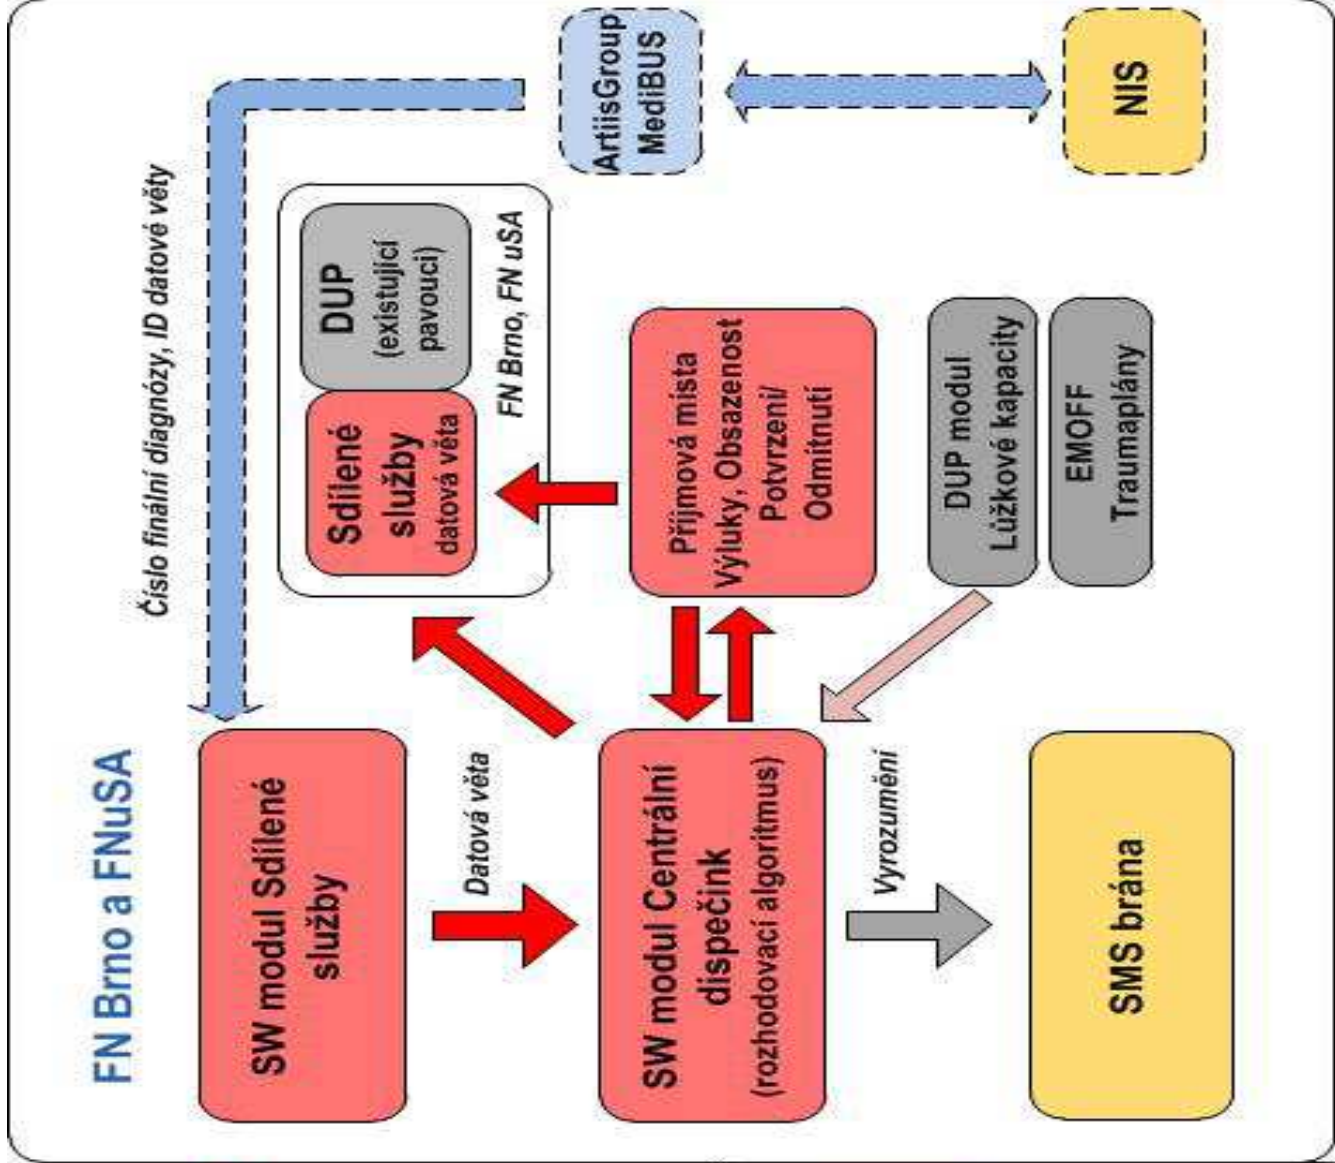 FN Brno a FNuSA
Číslo finální diagnózy, ID datové věty
SW modul Sdílené
služby
Sdílené
služby
datová věta
DUP
(existující
pavouci)
FN Brno, FN uSA
Datová věta
ArtiisGroup
MediBUS
SW modul Centrální
dispečink
(rozhodovací algoritmus)
Příjmová místa
Výluky, Obsazenost
Potvrzení/
Odmítnutí
Vyrozumění
DUP modul
Lůžkové kapacity
EMOFF
Traumaplány
SMS brána
NIS